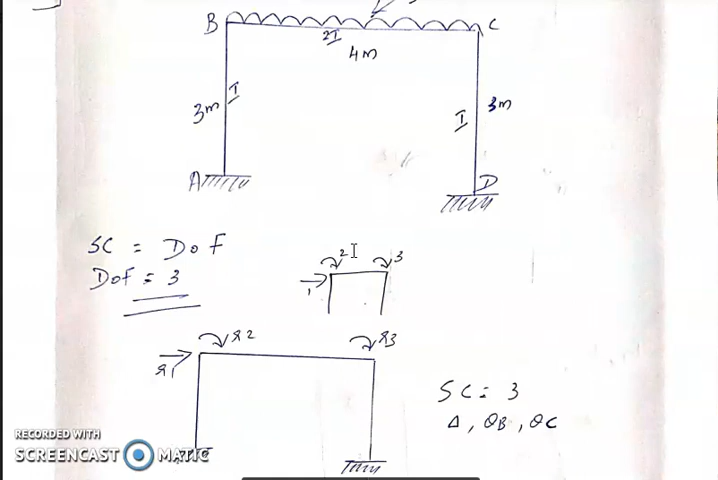 B
C
2I
4m
I
3m
I
3m
A
D
SC = DoF
DoF = 3
2
3
1
r2
r3
r1
SC = 3
Δ, θB, θC
RECORDED WITH
SCREENCAST MATIC